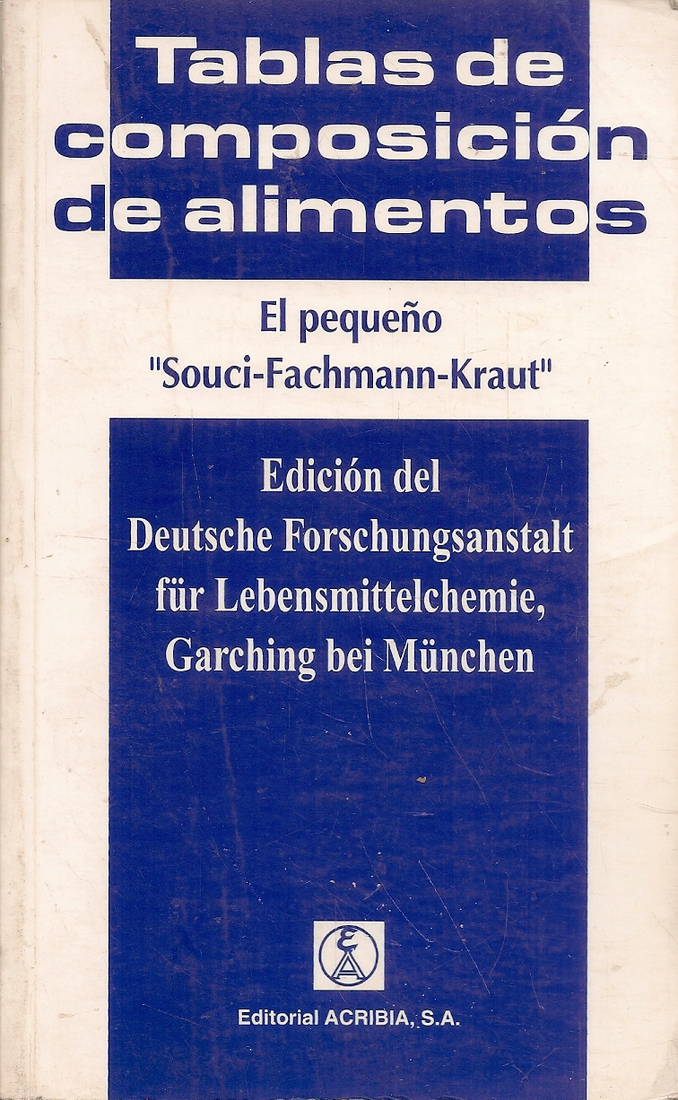 Tablas de
composición
de alimentos
El pequeño
"Souci-Fachmann-Kraut"
Edición del
Deutsche Forschungsanstalt
für Lebensmittelchemie,
Garching bei München
Editorial ACRIBIA, S.A.